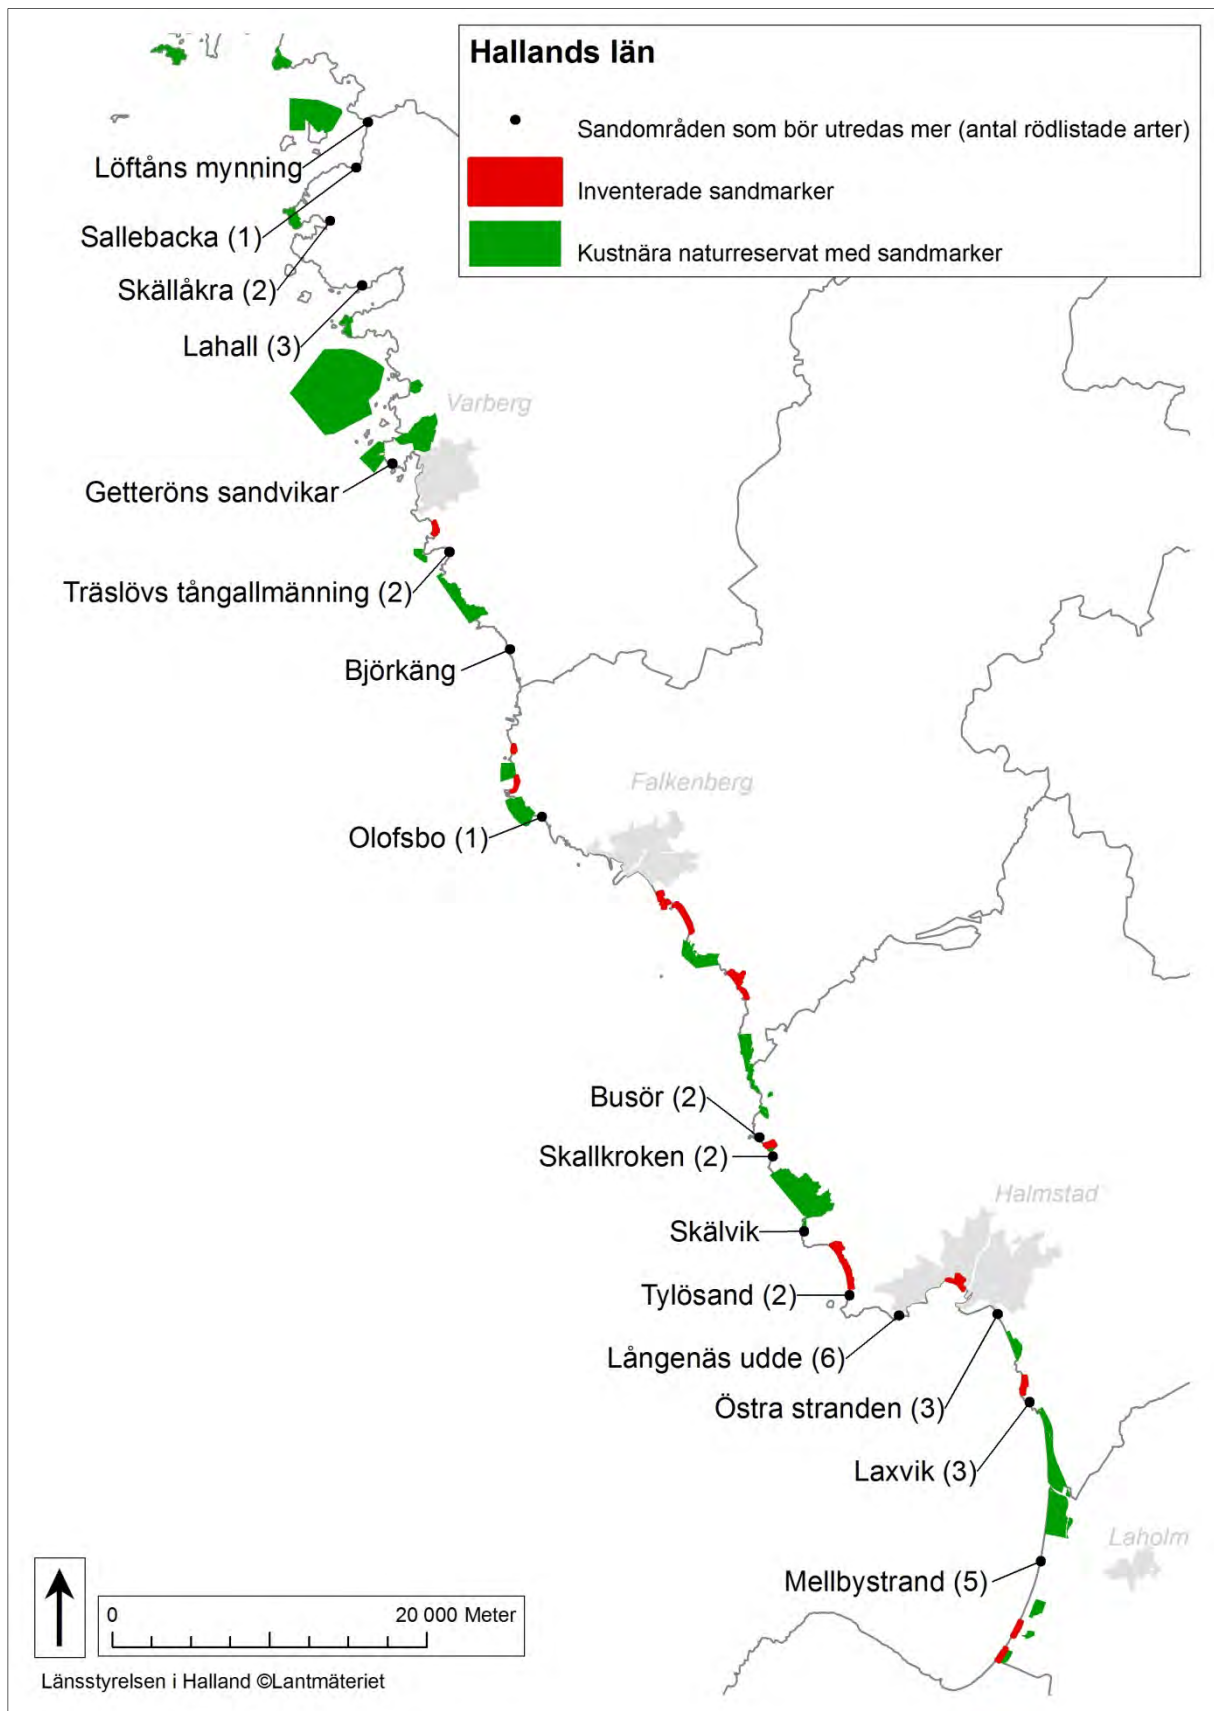 Hallands län
Sandområden som bör utredas mer (antal rödlistade arter)
Inventerade sandmarker
Kustnära naturreservat med sandmarker
Löftåns mynning
Sallebacka (1)
Skällåkra (2)
Lahall (3)
Varberg
Getteröns sandvikar
Träslövs tångallmänning (2)
Björkäng
Falkenberg
Olofsbo (1)
Busör (2)
Skallkroken (2)
Halmstad
Skälvik
Tylösand (2)
Långenäs udde (6)
Östra stranden (3)
Laxvik (3)
Laholm
Mellbystrand (5)
0 20 000 Meter
Länsstyrelsen i Halland ©Lantmäteriet